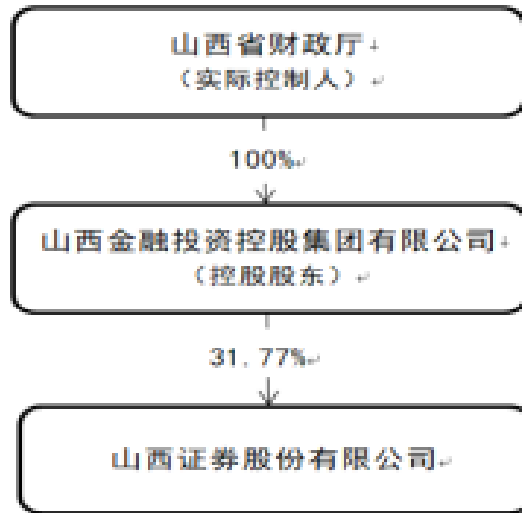 山西省财政厅
（实际控制人）
100%
山西金融投资控股集团有限公司
（控股股东）
31.77%
山西证券股份有限公司